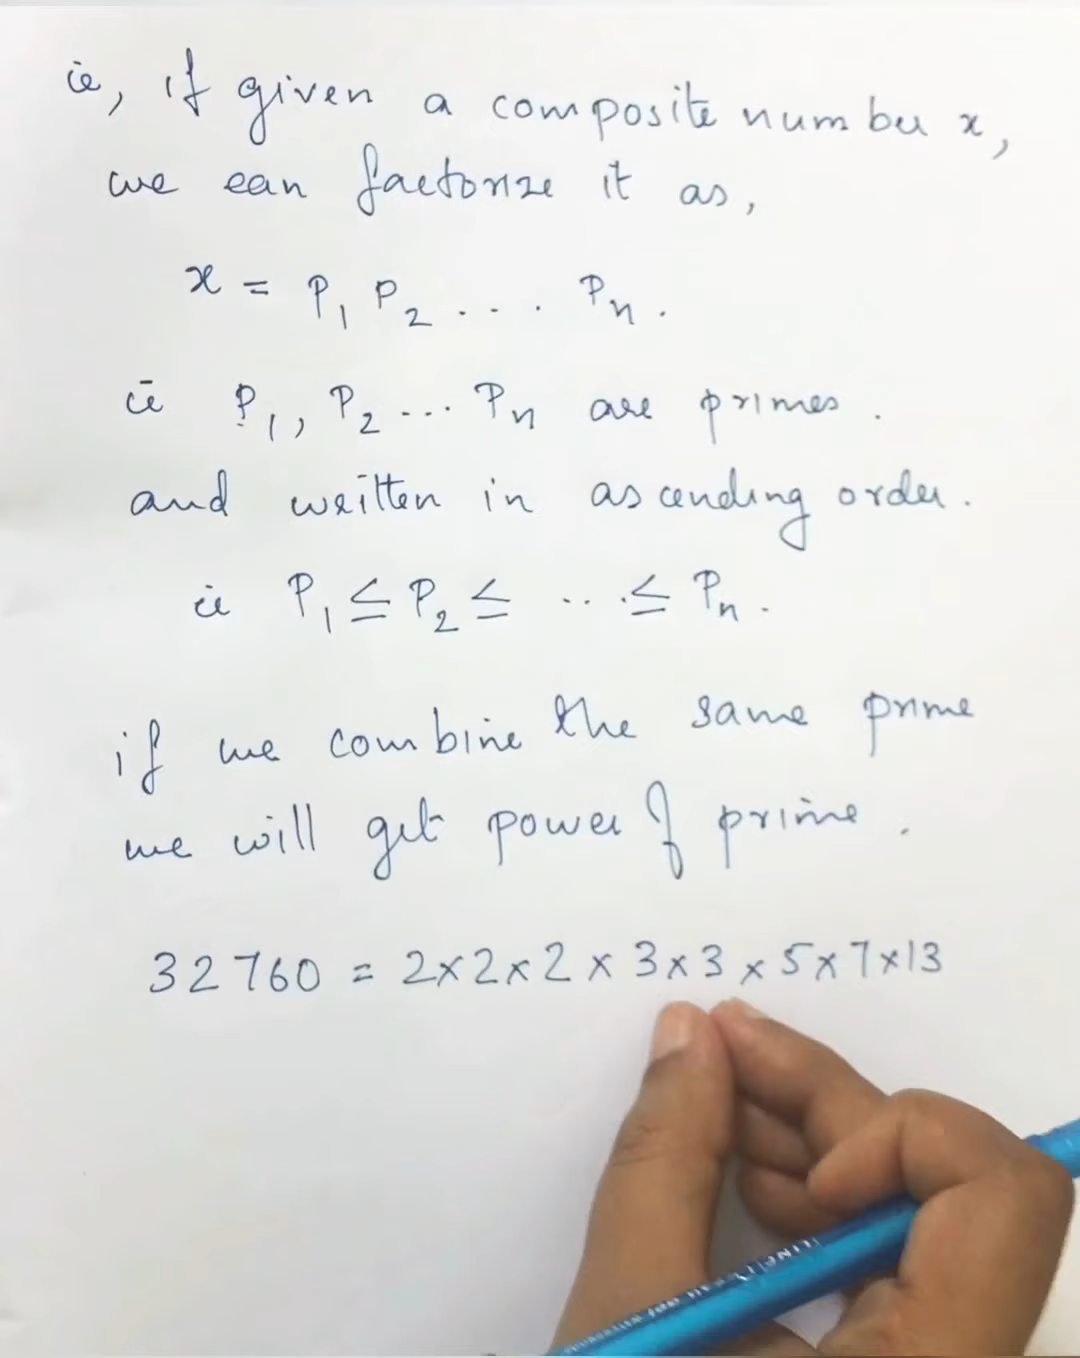 ie, if given a composite number x,
we can factorize it as,
x = P₁ P₂ . . . . Pₙ .
ie P₁, P₂ ... Pₙ are primes .
and written in ascending order .
ie P₁ ≤ P₂ ≤ .. . ≤ Pₙ .
if we combine the same prime
we will get power of prime .
32760 = 2×2×2 × 3×3 × 5×7×13